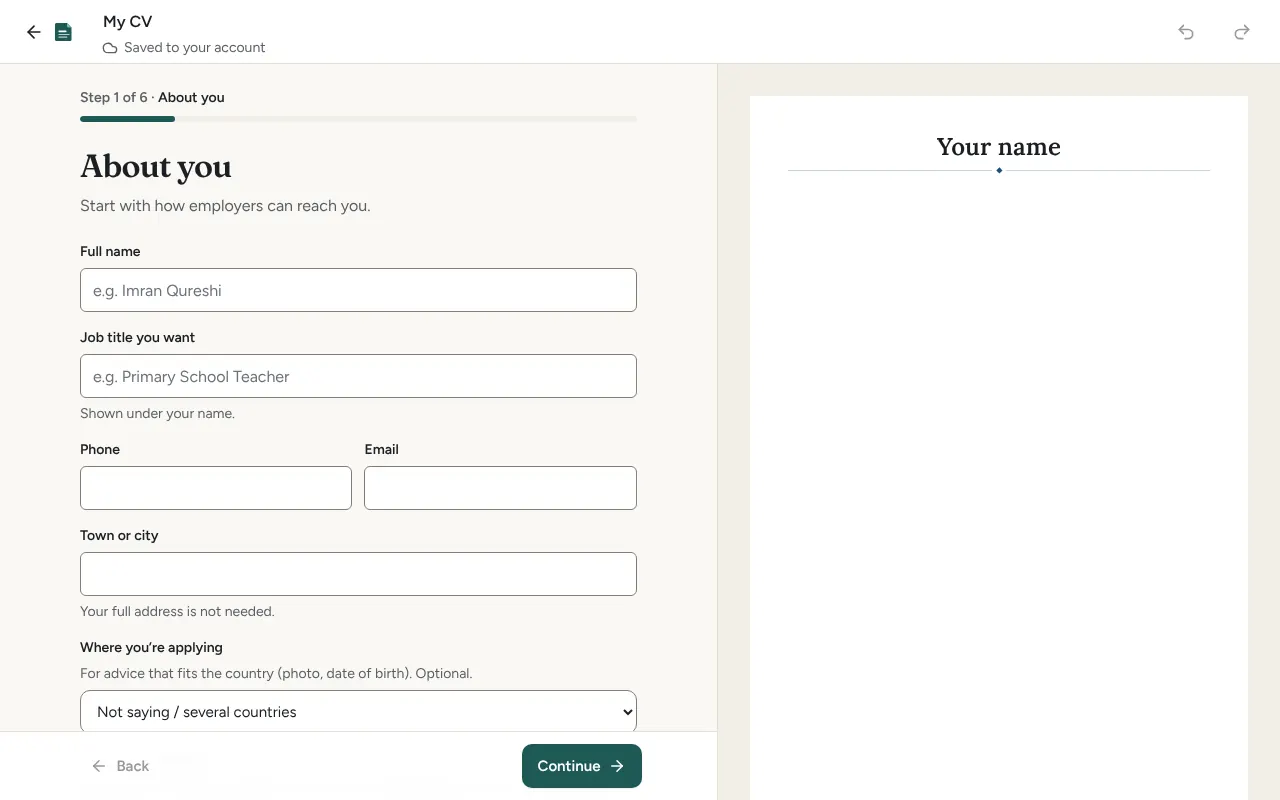 My CV
Saved to your account
Step 1 of 6 · About you
About you
Start with how employers can reach you.
Full name
e.g. Imran Qureshi
Job title you want
e.g. Primary School Teacher
Shown under your name.
Phone
Email
Town or city
Your full address is not needed.
Where you’re applying
For advice that fits the country (photo, date of birth). Optional.
Not saying / several countries
Back
Continue
Your name